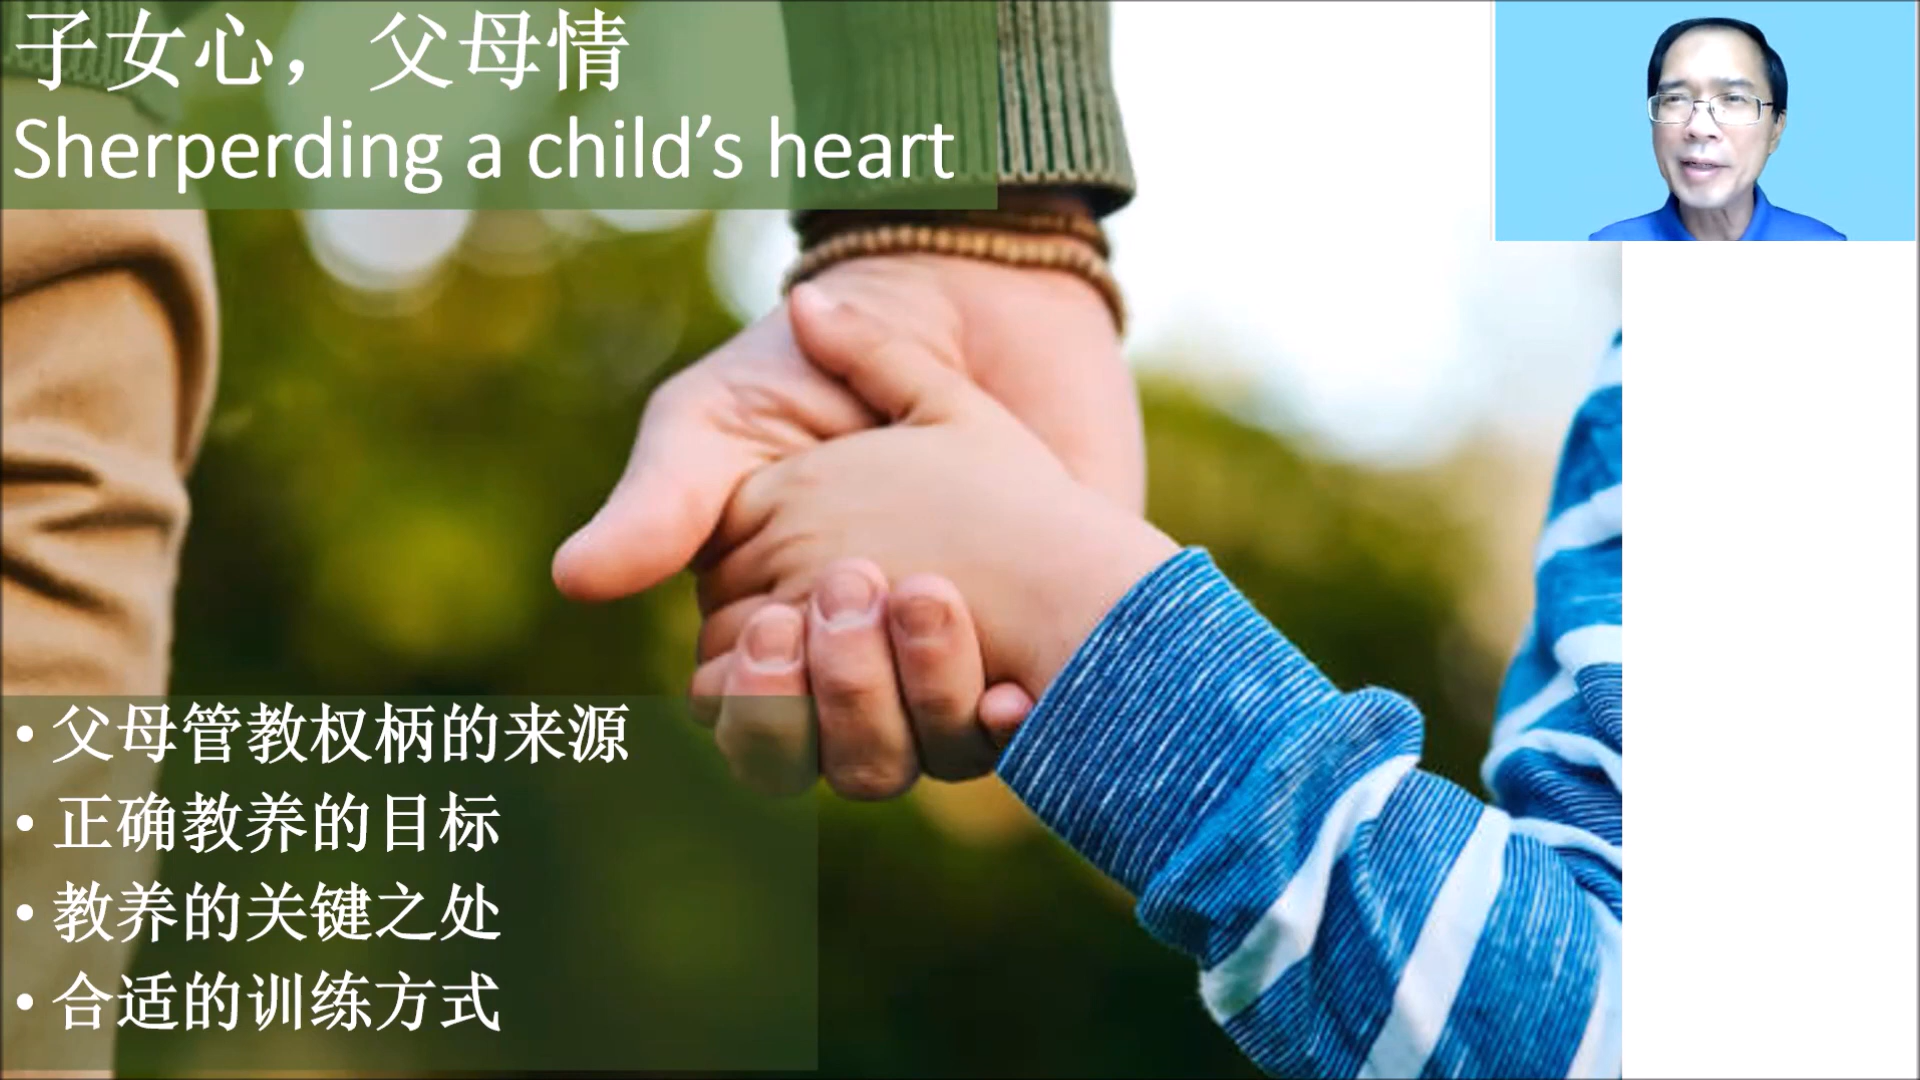 子女心，父母情
Sherperding a child’s heart
• 父母管教权柄的来源
• 正确教养的目标
• 教养的关键之处
• 合适的训练方式